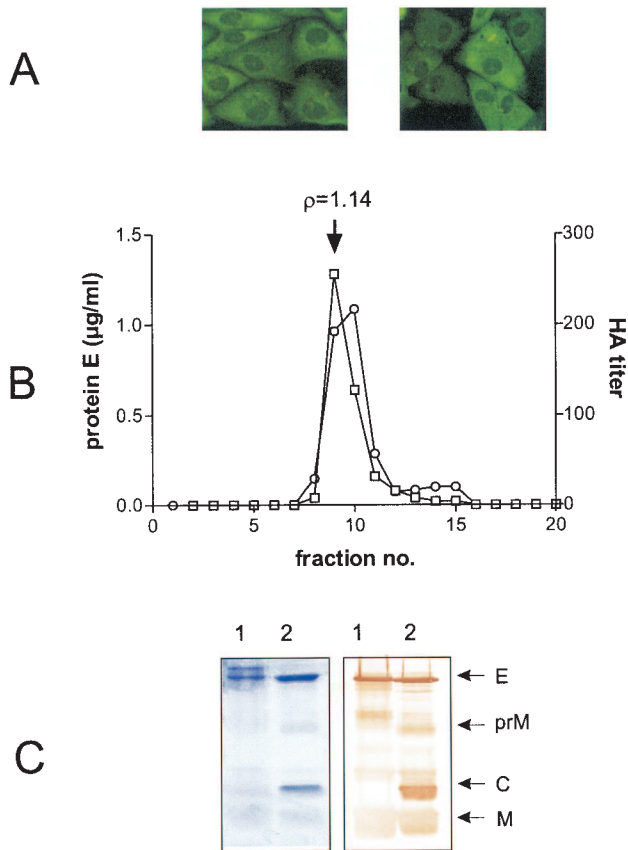 A
ρ=1.14
1.5
1.0
0.5
0.0
protein E (µg/ml)
300
200
100
0
HA titer
B
0 5 10 15 20
fraction no.
1 2 1 2
E
prM
C
M
C